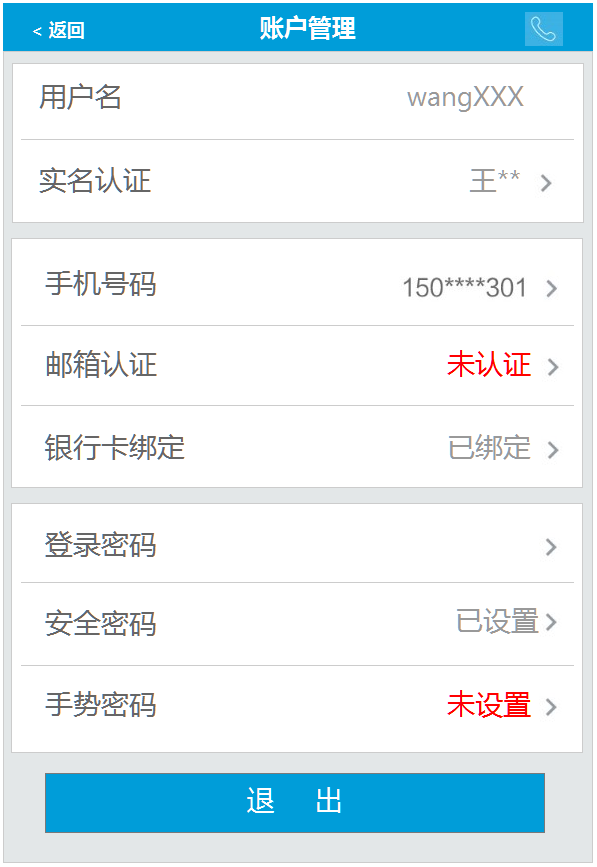 < 返回 账户管理
用户名 wangXXX
实名认证 王** >
手机号码 150****301 >
邮箱认证 未认证 >
银行卡绑定 已绑定 >
登录密码 >
安全密码 已设置 >
手势密码 未设置 >
退 出